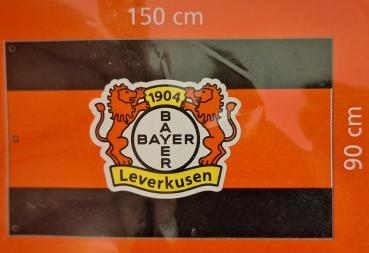 150 cm
1904
BAYER
BAYER
Leverkusen
90 cm